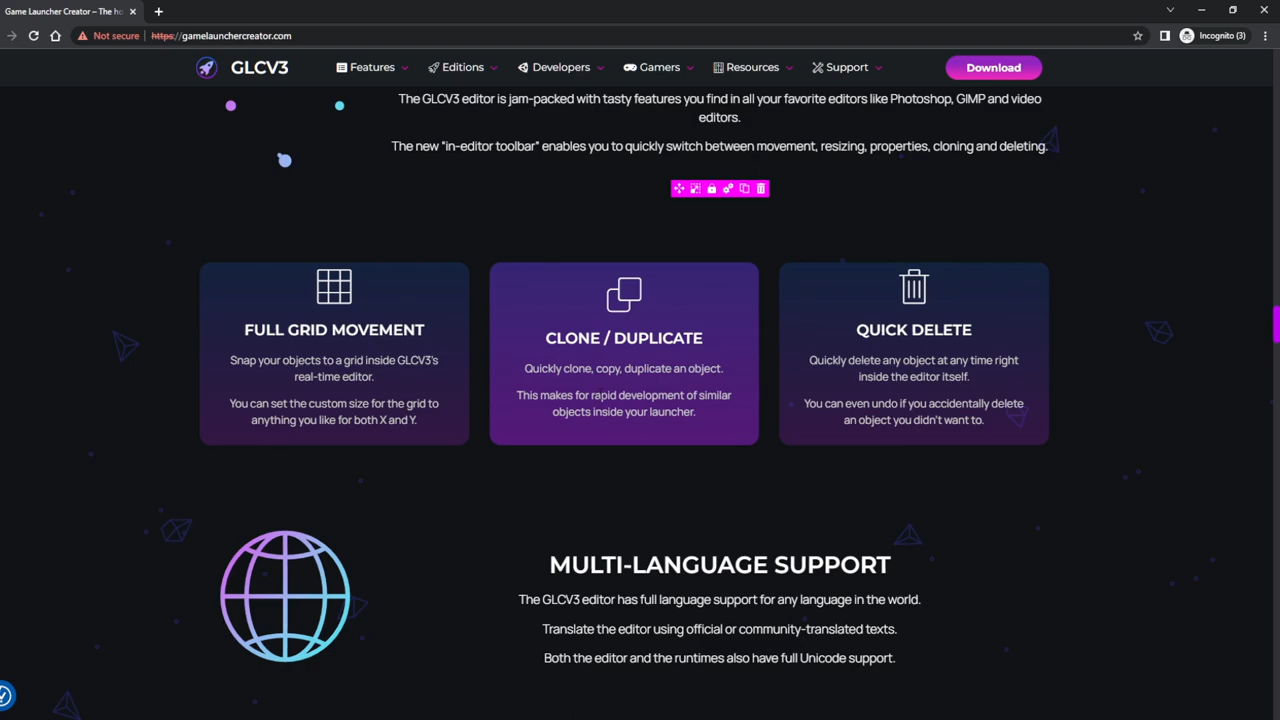 Game Launcher Creator – The ho
Not secure https://gamelaunchercreator.com Incognito (3)
GLCV3 Features Editions Developers Gamers Resources Support Download
The GLCV3 editor is jam-packed with tasty features you find in all your favorite editors like Photoshop, GIMP and video
editors.
The new "in-editor toolbar" enables you to quickly switch between movement, resizing, properties, cloning and deleting.
FULL GRID MOVEMENT
Snap your objects to a grid inside GLCV3's
real-time editor.
You can set the custom size for the grid to
anything you like for both X and Y.
CLONE / DUPLICATE
Quickly clone, copy, duplicate an object.
This makes for rapid development of similar
objects inside your launcher.
QUICK DELETE
Quickly delete any object at any time right
inside the editor itself.
You can even undo if you accidentally delete
an object you didn't want to.
MULTI-LANGUAGE SUPPORT
The GLCV3 editor has full language support for any language in the world.
Translate the editor using official or community-translated texts.
Both the editor and the runtimes also have full Unicode support.